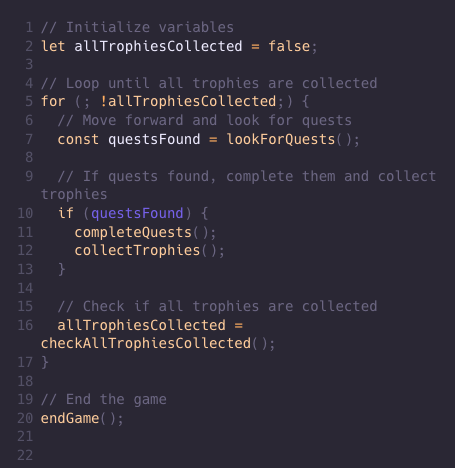 1 // Initialize variables
2 let allTrophiesCollected = false;
3
4 // Loop until all trophies are collected
5 for (; !allTrophiesCollected;) {
6   // Move forward and look for quests
7   const questsFound = lookForQuests();
8
9   // If quests found, complete them and collect
trophies
10   if (questsFound) {
11     completeQuests();
12     collectTrophies();
13   }
14
15   // Check if all trophies are collected
16   allTrophiesCollected =
checkAllTrophiesCollected();
17 }
18
19 // End the game
20 endGame();
21
22